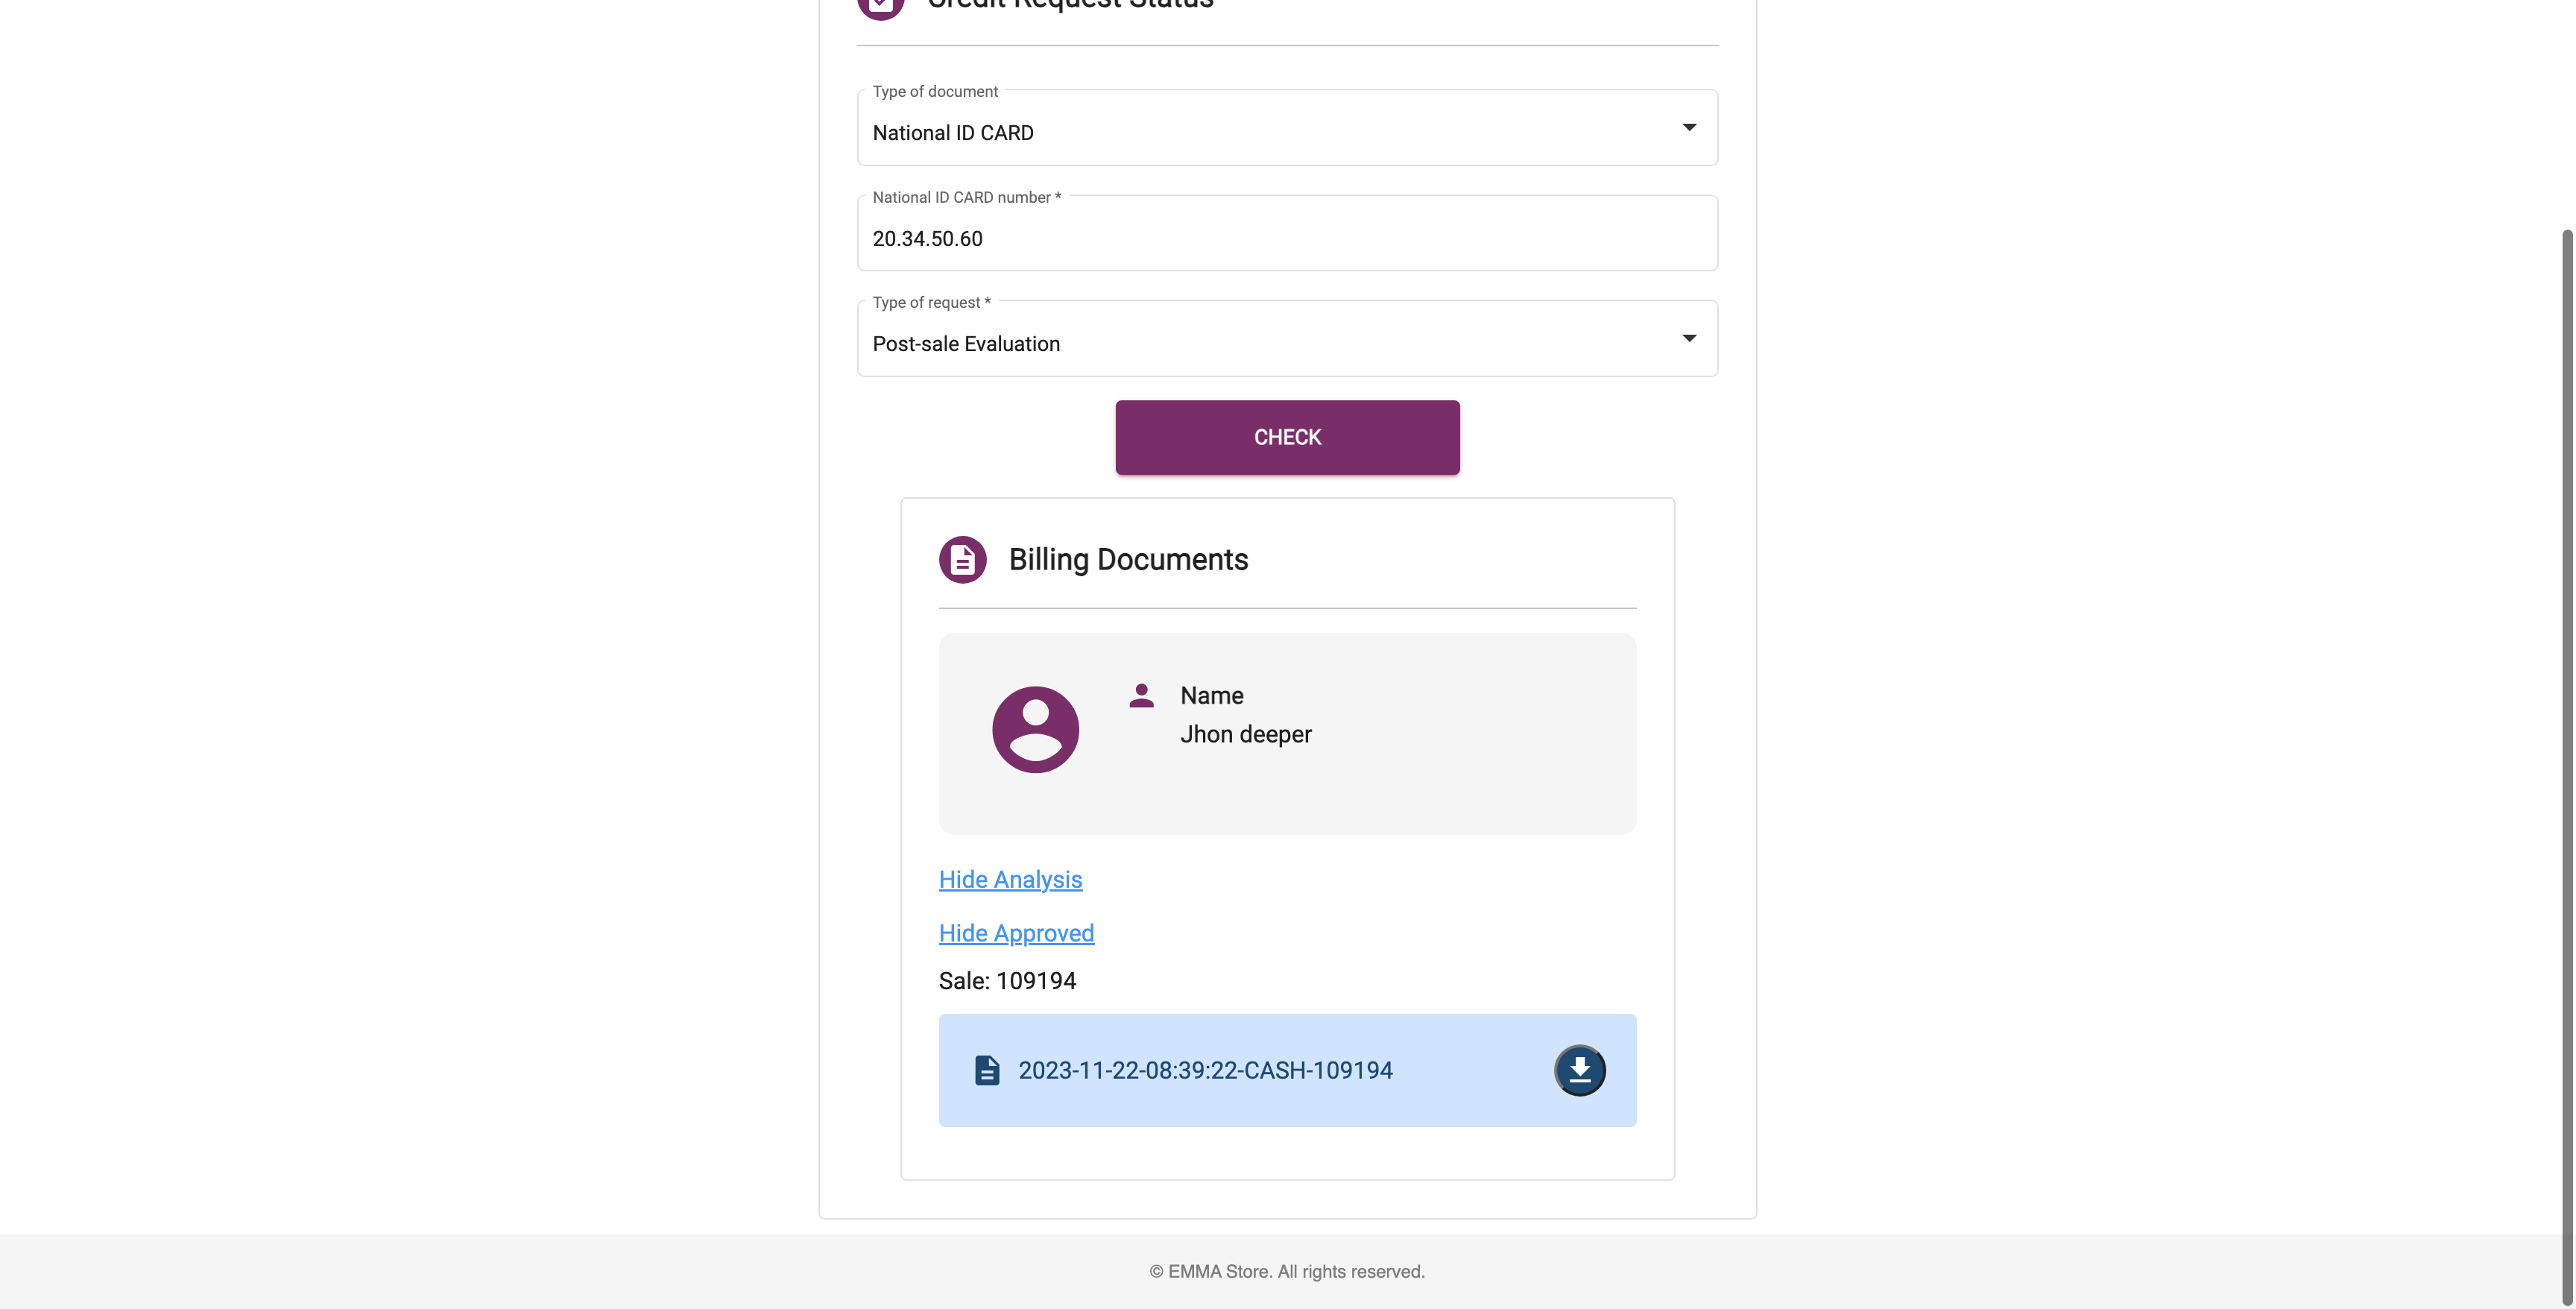 Credit Request Status
Type of document
National ID CARD
National ID CARD number *
20.34.50.60
Type of request *
Post-sale Evaluation
CHECK
Billing Documents
Name
Jhon deeper
Hide Analysis
Hide Approved
Sale: 109194
2023-11-22-08:39:22-CASH-109194
© EMMA Store. All rights reserved.